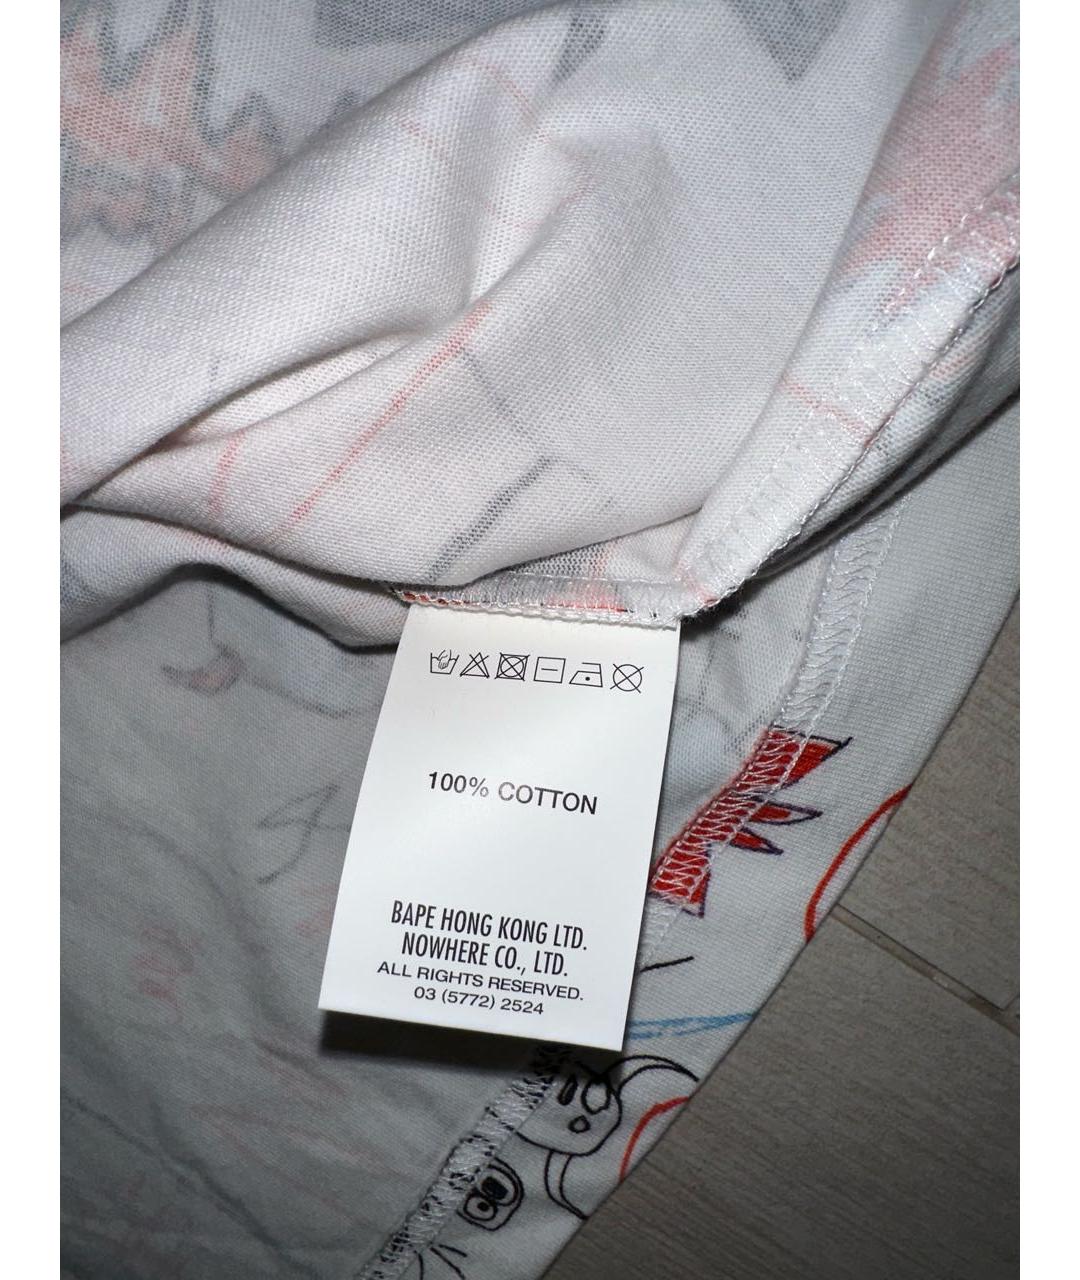 100% COTTON
BAPE HONG KONG LTD.
NOWHERE CO., LTD.
ALL RIGHTS RESERVED.
03 (5772) 2524